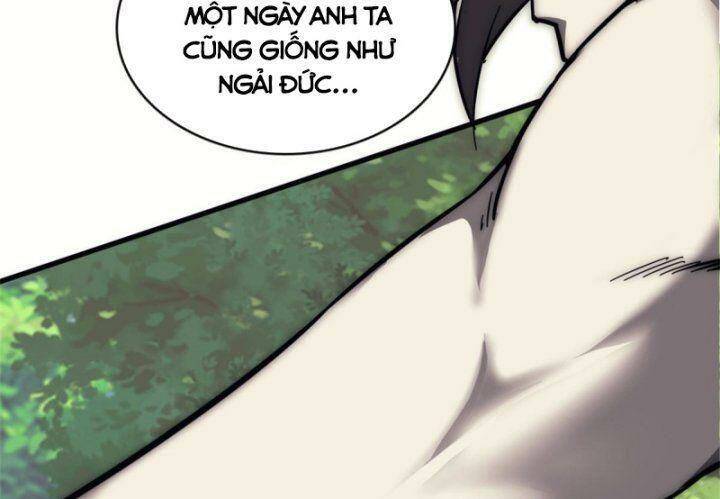 MỘT NGÀY ANH TA
CŨNG GIỐNG NHƯ
NGẢI ĐỨC...